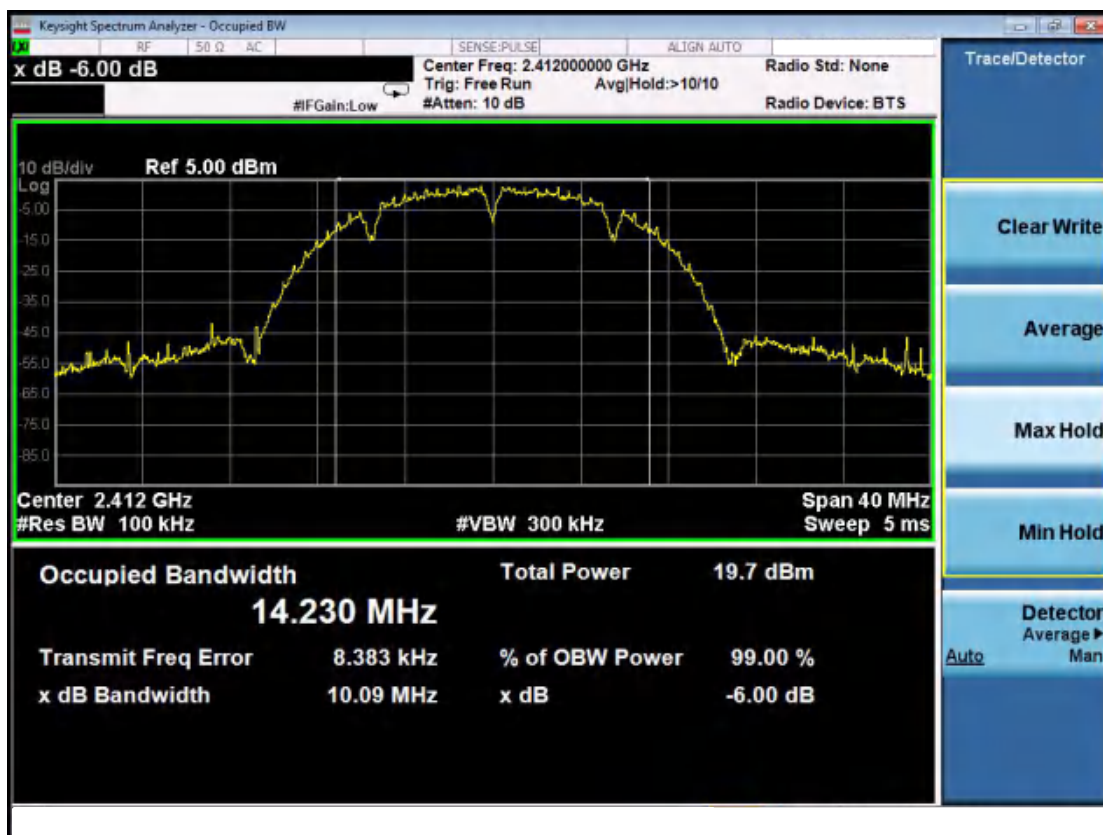 Keysight Spectrum Analyzer - Occupied BW
LXI RF 50 Ω AC SENSE:PULSE ALIGN AUTO
x dB -6.00 dB
Center Freq: 2.412000000 GHz
Radio Std: None
Trig: Free Run Avg|Hold:>10/10
#IFGain:Low #Atten: 10 dB Radio Device: BTS
10 dB/div Ref 5.00 dBm
Log
-5.00
-15.0
-25.0
-35.0
-45.0
-55.0
-65.0
-75.0
-85.0
Center 2.412 GHz Span 40 MHz
#Res BW 100 kHz #VBW 300 kHz Sweep 5 ms
Occupied Bandwidth Total Power 19.7 dBm
14.230 MHz
Transmit Freq Error 8.383 kHz % of OBW Power 99.00 %
x dB Bandwidth 10.09 MHz x dB -6.00 dB
Trace/Detector
Clear Write
Average
Max Hold
Min Hold
Detector
Average▶
Auto Man